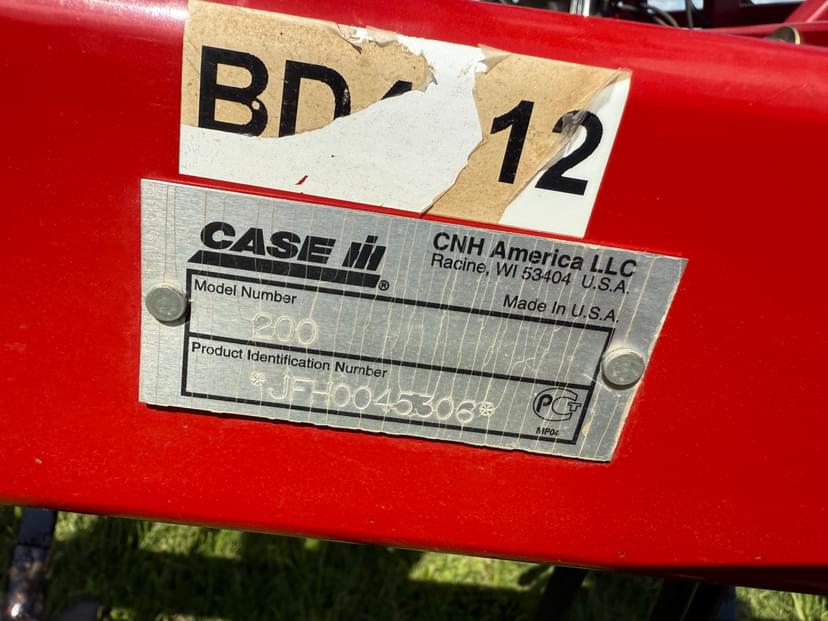 BD
12
CASE IH®
CNH America LLC
Racine, WI 53404 U.S.A.
Made In U.S.A.
Model Number
200
Product Identification Number
*JFH0045306*
PCT
MP04